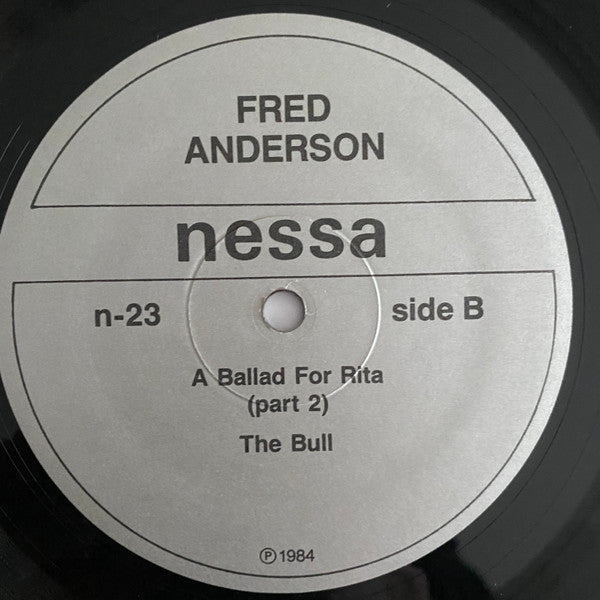 FRED
ANDERSON
nessa
n-23 side B
A Ballad For Rita
(part 2)
The Bull
℗ 1984